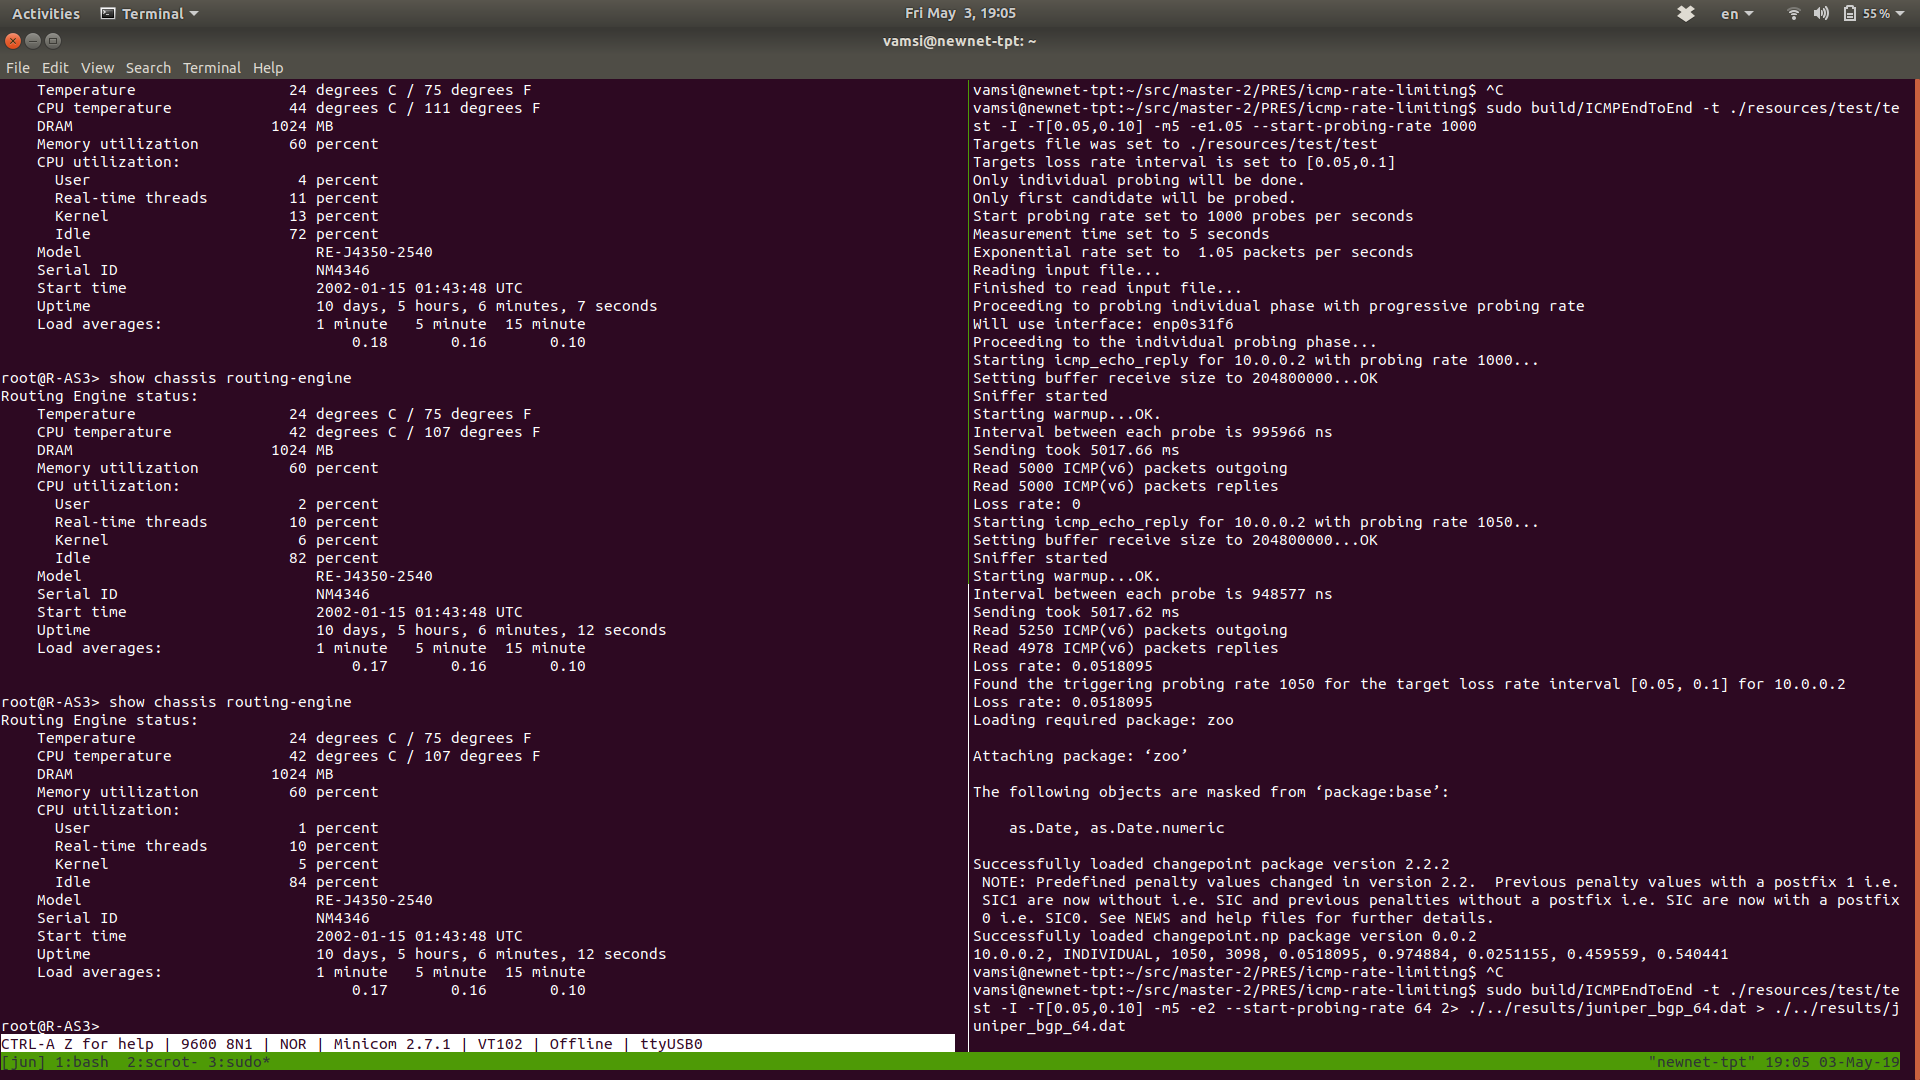 Activities Terminal Fri May 3, 19:05 en 55%
vamsi@newnet-tpt: ~
File Edit View Search Terminal Help
Temperature 24 degrees C / 75 degrees F
CPU temperature 44 degrees C / 111 degrees F
DRAM 1024 MB
Memory utilization 60 percent
CPU utilization:
User 4 percent
Real-time threads 11 percent
Kernel 13 percent
Idle 72 percent
Model RE-J4350-2540
Serial ID NM4346
Start time 2002-01-15 01:43:48 UTC
Uptime 10 days, 5 hours, 6 minutes, 7 seconds
Load averages: 1 minute 5 minute 15 minute
0.18 0.16 0.10
root@R-AS3> show chassis routing-engine
Routing Engine status:
Temperature 24 degrees C / 75 degrees F
CPU temperature 42 degrees C / 107 degrees F
DRAM 1024 MB
Memory utilization 60 percent
CPU utilization:
User 2 percent
Real-time threads 10 percent
Kernel 6 percent
Idle 82 percent
Model RE-J4350-2540
Serial ID NM4346
Start time 2002-01-15 01:43:48 UTC
Uptime 10 days, 5 hours, 6 minutes, 12 seconds
Load averages: 1 minute 5 minute 15 minute
0.17 0.16 0.10
root@R-AS3> show chassis routing-engine
Routing Engine status:
Temperature 24 degrees C / 75 degrees F
CPU temperature 42 degrees C / 107 degrees F
DRAM 1024 MB
Memory utilization 60 percent
CPU utilization:
User 1 percent
Real-time threads 10 percent
Kernel 5 percent
Idle 84 percent
Model RE-J4350-2540
Serial ID NM4346
Start time 2002-01-15 01:43:48 UTC
Uptime 10 days, 5 hours, 6 minutes, 12 seconds
Load averages: 1 minute 5 minute 15 minute
0.17 0.16 0.10
root@R-AS3>
CTRL-A Z for help | 9600 8N1 | NOR | Minicom 2.7.1 | VT102 | Offline | ttyUSB0
vamsi@newnet-tpt:~/src/master-2/PRES/icmp-rate-limiting$ ^C
vamsi@newnet-tpt:~/src/master-2/PRES/icmp-rate-limiting$ sudo build/ICMPEndToEnd -t ./resources/test/te
st -I -T[0.05,0.10] -m5 -e1.05 --start-probing-rate 1000
Targets file was set to ./resources/test/test
Targets loss rate interval is set to [0.05,0.1]
Only individual probing will be done.
Only first candidate will be probed.
Start probing rate set to 1000 probes per seconds
Measurement time set to 5 seconds
Exponential rate set to  1.05 packets per seconds
Reading input file...
Finished to read input file...
Proceeding to probing individual phase with progressive probing rate
Will use interface: enp0s31f6
Proceeding to the individual probing phase...
Starting icmp_echo_reply for 10.0.0.2 with probing rate 1000...
Setting buffer receive size to 204800000...OK
Sniffer started
Starting warmup...OK.
Interval between each probe is 995966 ns
Sending took 5017.66 ms
Read 5000 ICMP(v6) packets outgoing
Read 5000 ICMP(v6) packets replies
Loss rate: 0
Starting icmp_echo_reply for 10.0.0.2 with probing rate 1050...
Setting buffer receive size to 204800000...OK
Sniffer started
Starting warmup...OK.
Interval between each probe is 948577 ns
Sending took 5017.62 ms
Read 5250 ICMP(v6) packets outgoing
Read 4978 ICMP(v6) packets replies
Loss rate: 0.0518095
Found the triggering probing rate 1050 for the target loss rate interval [0.05, 0.1] for 10.0.0.2
Loss rate: 0.0518095
Loading required package: zoo
Attaching package: ‘zoo’
The following objects are masked from ‘package:base’:
as.Date, as.Date.numeric
Successfully loaded changepoint package version 2.2.2
NOTE: Predefined penalty values changed in version 2.2.  Previous penalty values with a postfix 1 i.e.
SIC1 are now without i.e. SIC and previous penalties without a postfix i.e. SIC are now with a postfix
0 i.e. SIC0. See NEWS and help files for further details.
Successfully loaded changepoint.np package version 0.0.2
10.0.0.2, INDIVIDUAL, 1050, 3098, 0.0518095, 0.974884, 0.0251155, 0.459559, 0.540441
vamsi@newnet-tpt:~/src/master-2/PRES/icmp-rate-limiting$ ^C
vamsi@newnet-tpt:~/src/master-2/PRES/icmp-rate-limiting$ sudo build/ICMPEndToEnd -t ./resources/test/te
st -I -T[0.05,0.10] -m5 -e2 --start-probing-rate 64 2> ./../results/juniper_bgp_64.dat > ./../results/j
uniper_bgp_64.dat
[jun] 1:bash  2:scrot- 3:sudo* "newnet-tpt" 19:05 03-May-19